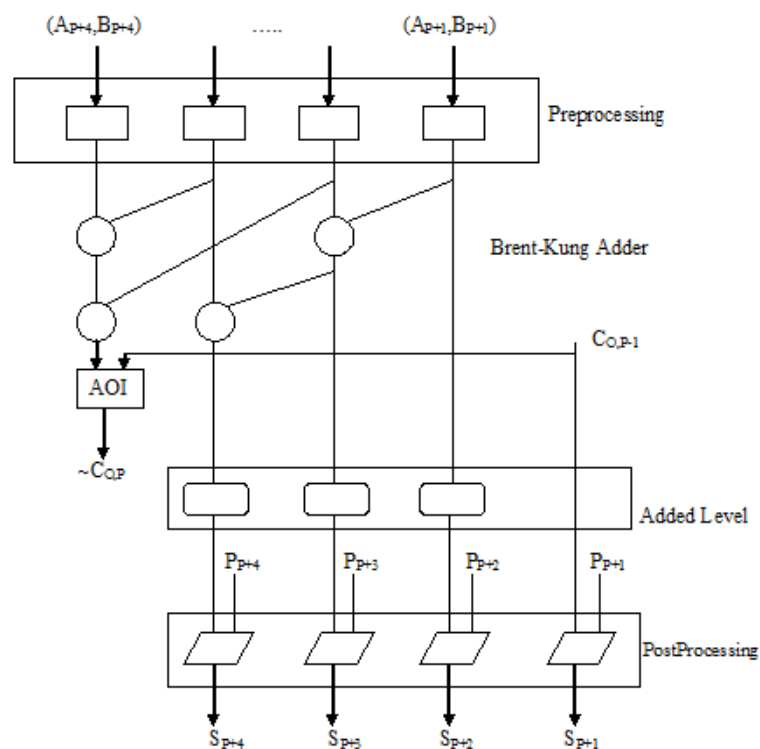 (AP+4,BP+4) ..... (AP+1,BP+1)
Preprocessing
Brent-Kung Adder
CO,P-1
AOI
~CO,P
Added Level
PP+4 PP+3 PP+2 PP+1
PostProcessing
SP+4 SP+3 SP+2 SP+1